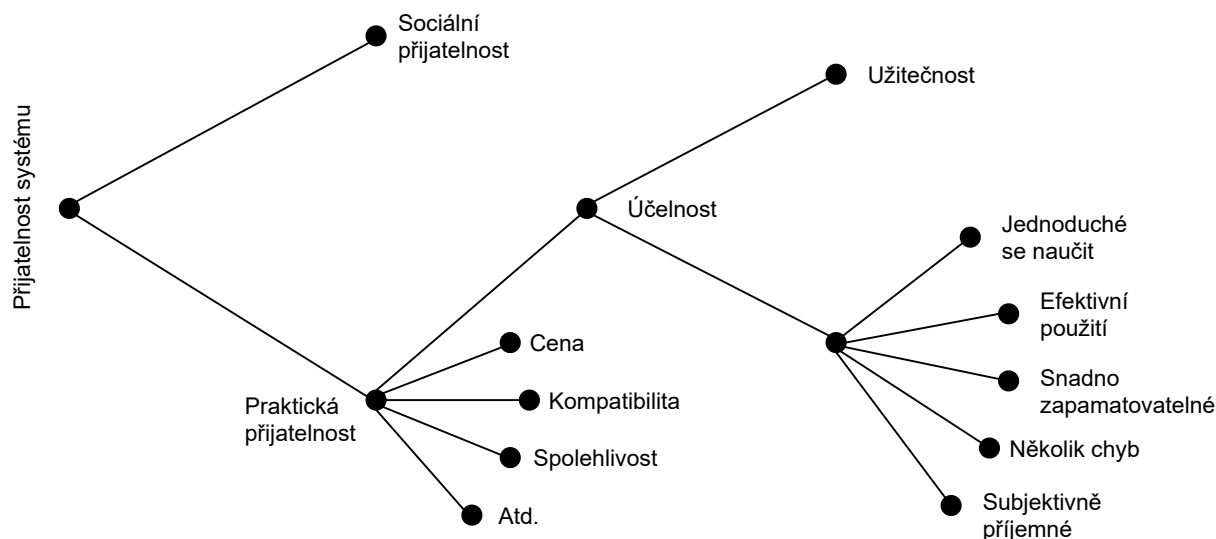 Sociální
přijatelnost
Užitečnost
Přijatelnost systému
Účelnost
Jednoduché
se naučit
Efektivní
použití
Cena
Snadno
zapamatovatelné
Praktická
přijatelnost
Kompatibilita
Několik chyb
Spolehlivost
Subjektivně
příjemné
Atd.